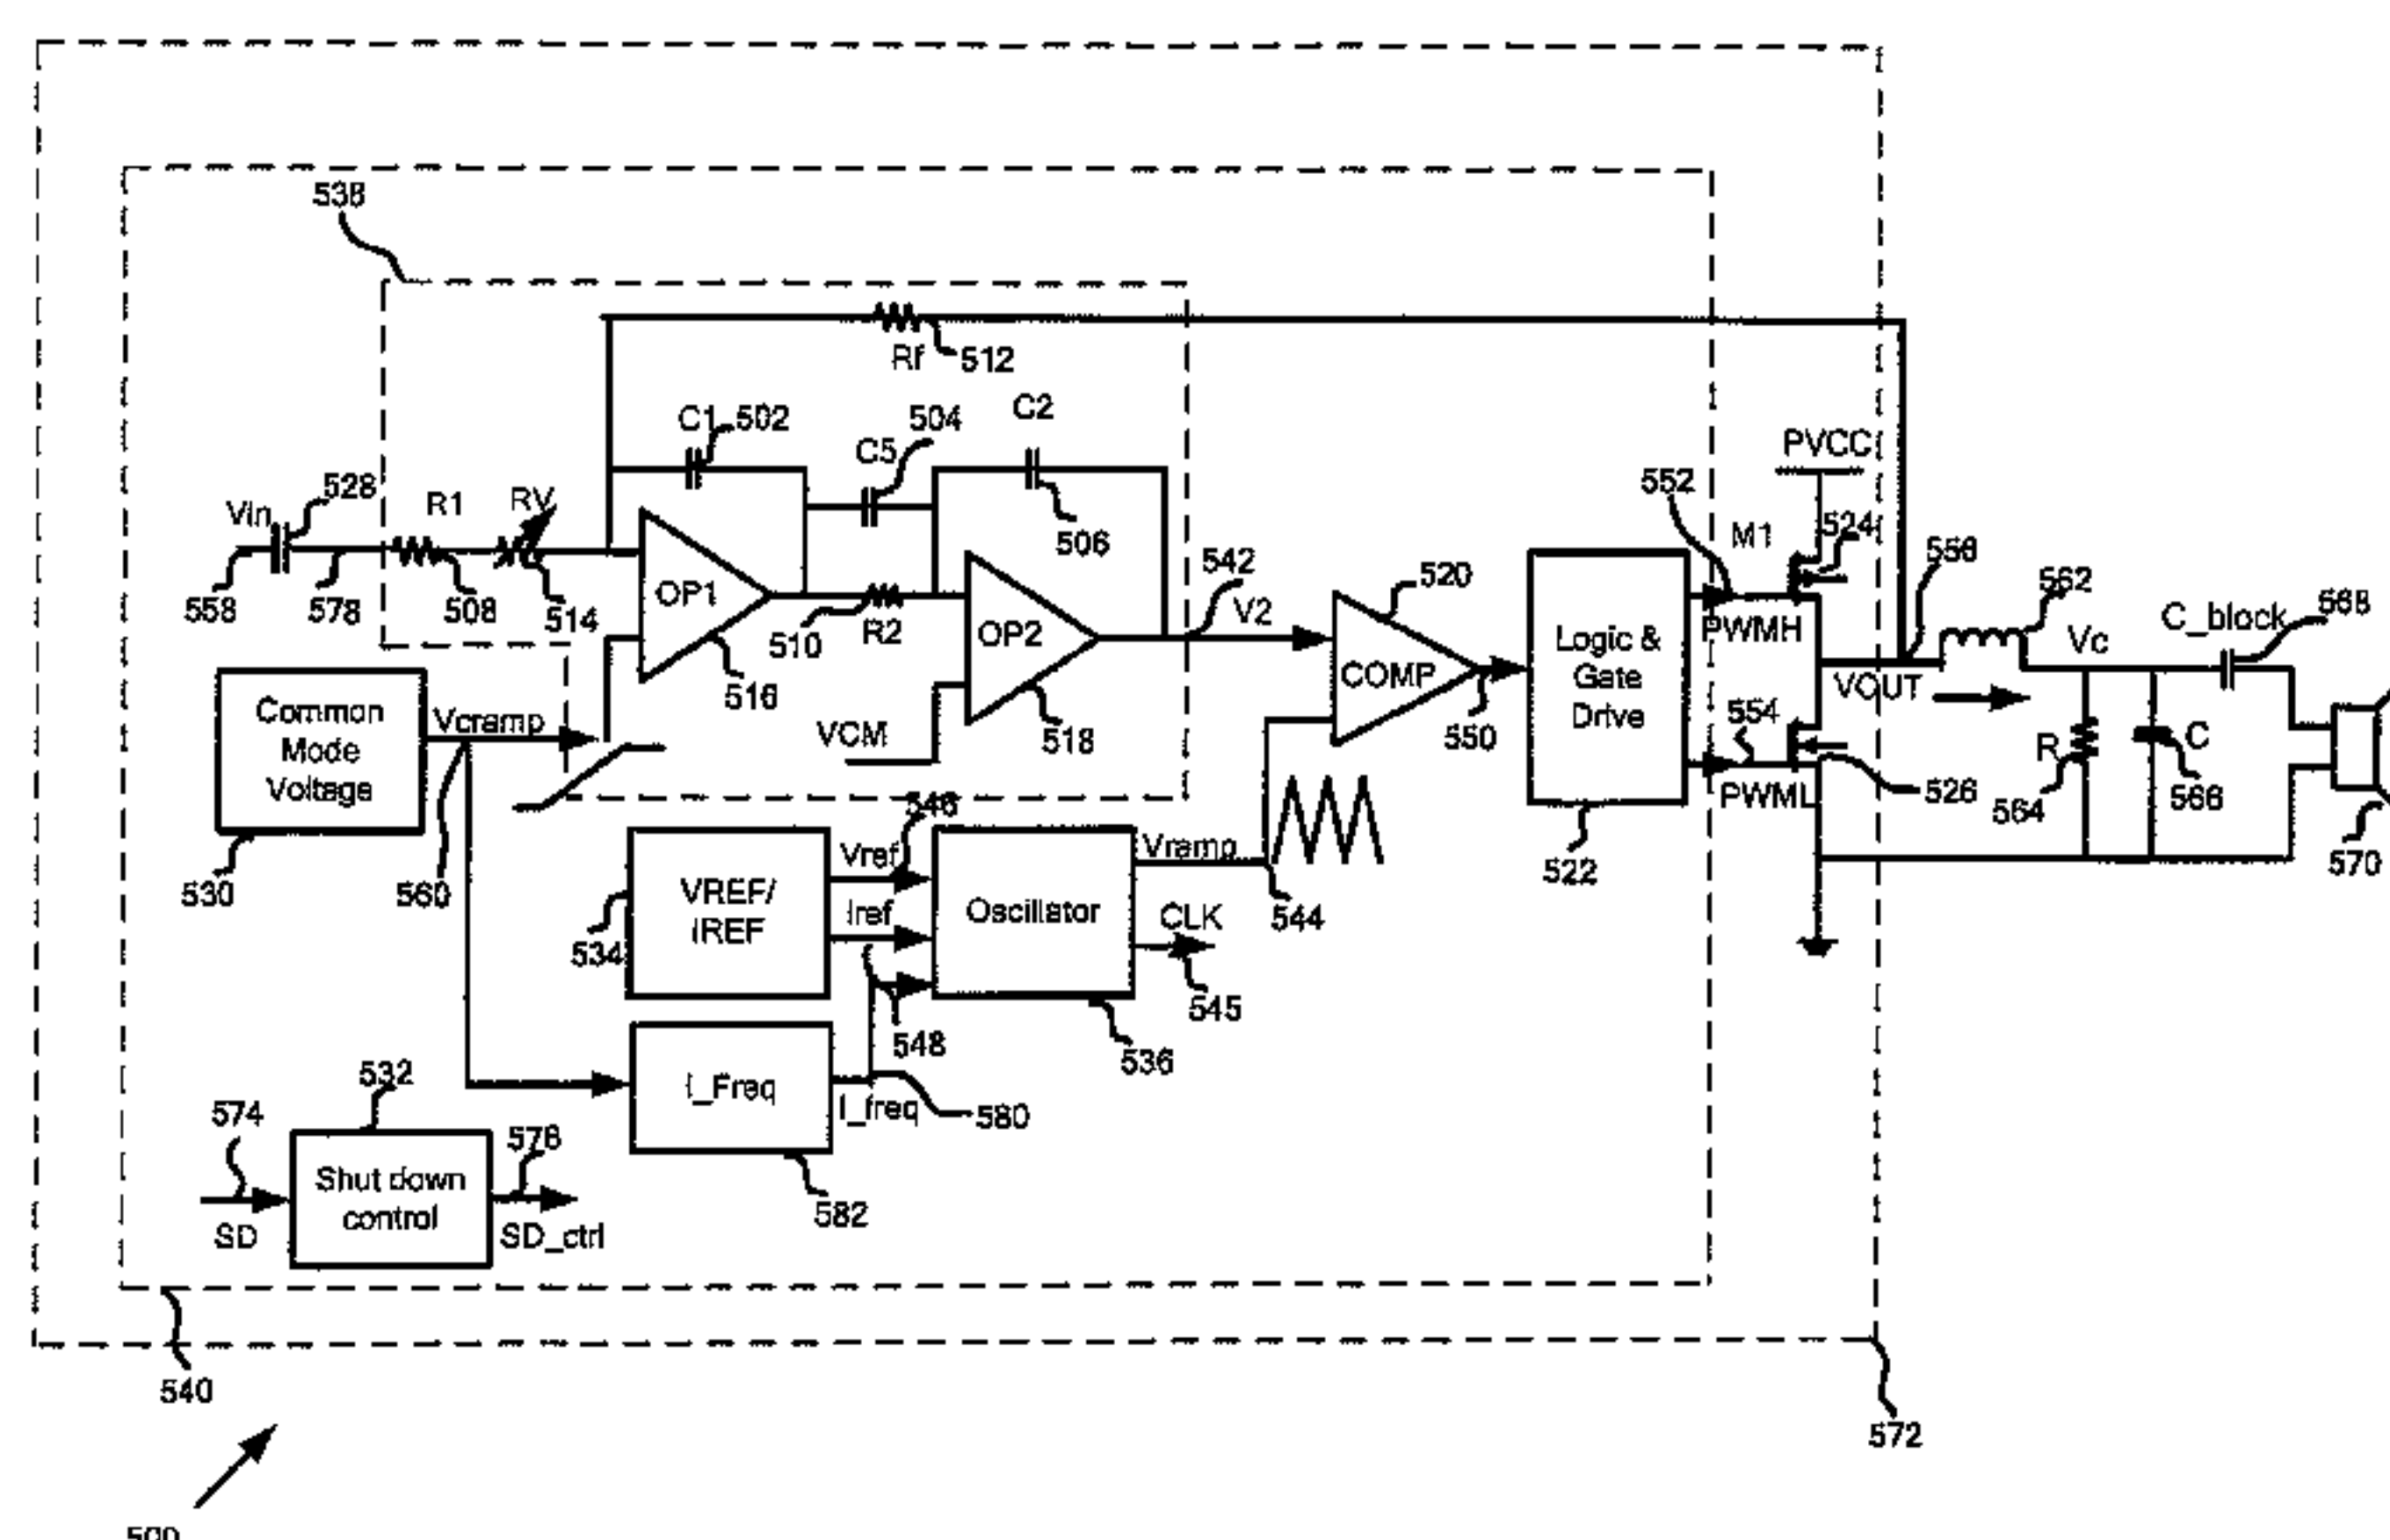 538
Rf
512
C1
502
504
C2
C5
PVCC
528
552
Vin
R1
RV
M1
524
506
542
556
520
562
OP1
V2
C_block
568
558
578
508
514
510
R2
OP2
Logic &
Gate
Drive
PWMH
Vc
COMP
516
VOUT
Common
Mode
Voltage
Vcramp
VCM
518
550
554
R
C
546
PWML
526
564
566
530
560
Vref
Vramp
522
570
VREF/
IREF
Iref
Oscillator
CLK
544
534
545
548
536
532
I_Freq
I_freq
580
574
576
Shut down
control
582
SD
SD_ctrl
540
572
500